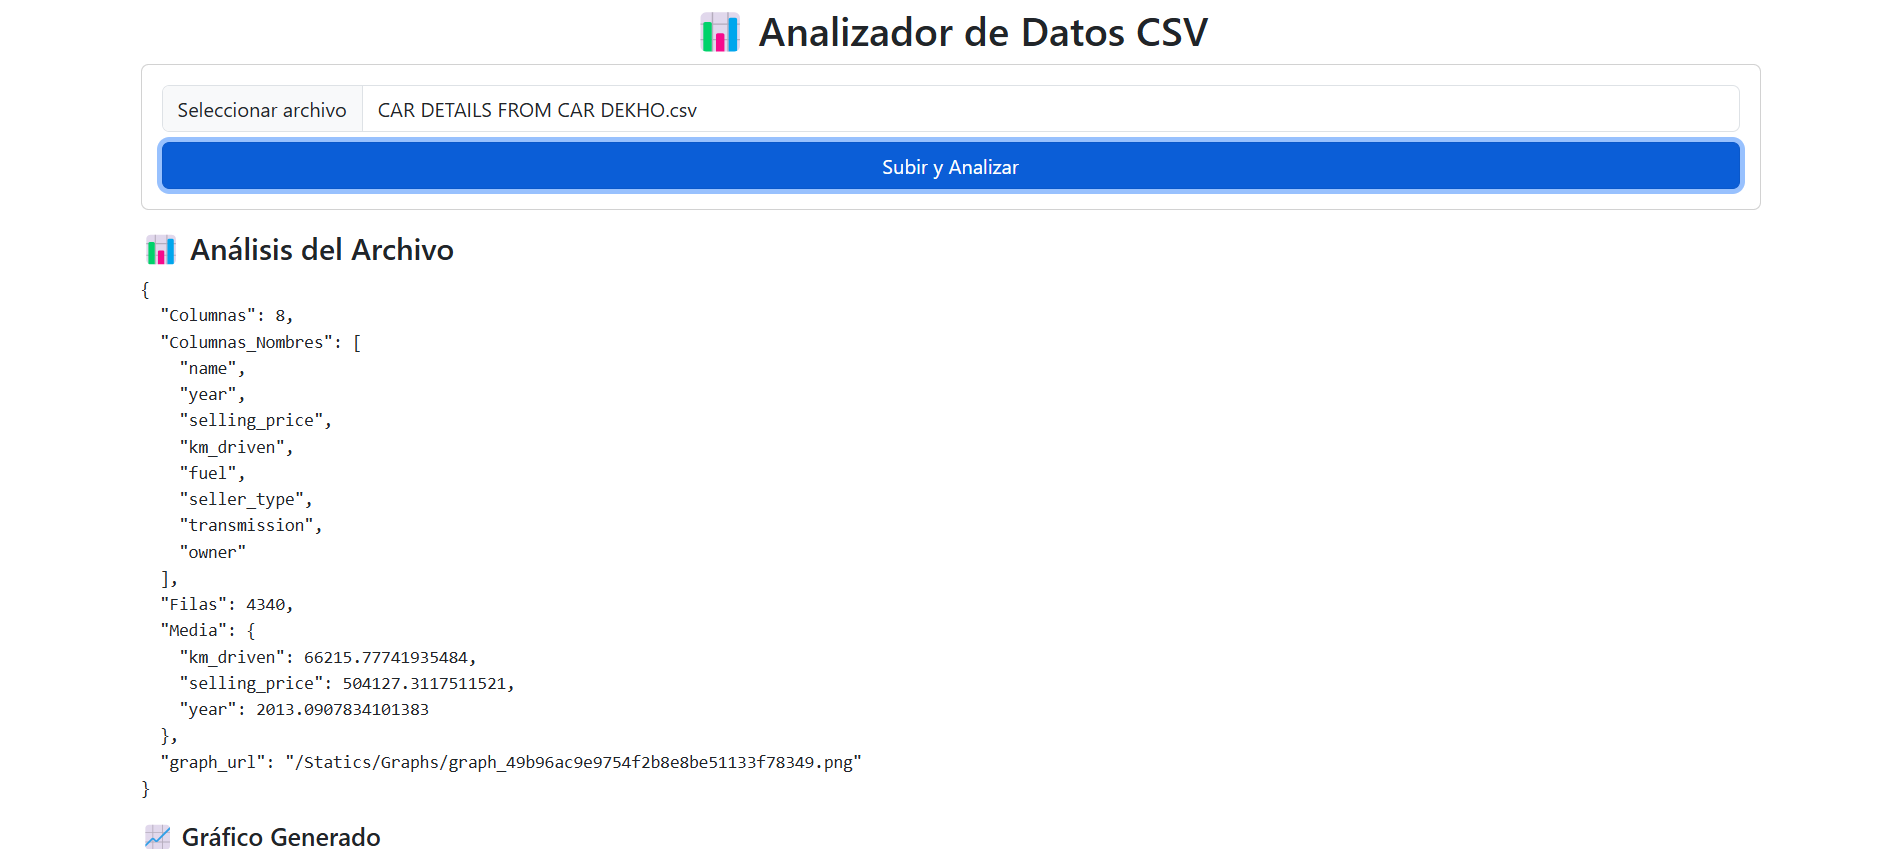 Analizador de Datos CSV
Seleccionar archivo CAR DETAILS FROM CAR DEKHO.csv
Subir y Analizar
Análisis del Archivo
{
  "Columnas": 8,
  "Columnas_Nombres": [
    "name",
    "year",
    "selling_price",
    "km_driven",
    "fuel",
    "seller_type",
    "transmission",
    "owner"
  ],
  "Filas": 4340,
  "Media": {
    "km_driven": 66215.77741935484,
    "selling_price": 504127.3117511521,
    "year": 2013.0907834101383
  },
  "graph_url": "/Statics/Graphs/graph_49b96ac9e9754f2b8e8be51133f78349.png"
}
Gráfico Generado